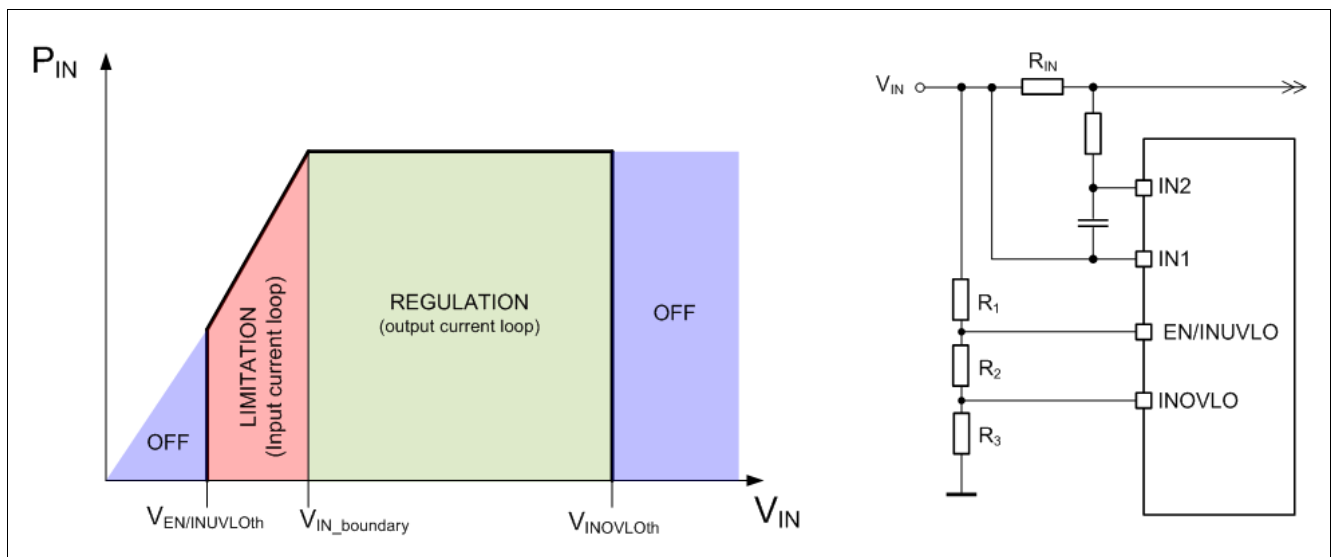 P_IN
LIMITATION
(Input current loop)
REGULATION
(output current loop)
OFF
OFF
V_EN/INUVLOth
V_IN_boundary
V_INOVLOth
V_IN
R_IN
V_IN
IN2
IN1
R_1
EN/INUVLO
R_2
INOVLO
R_3